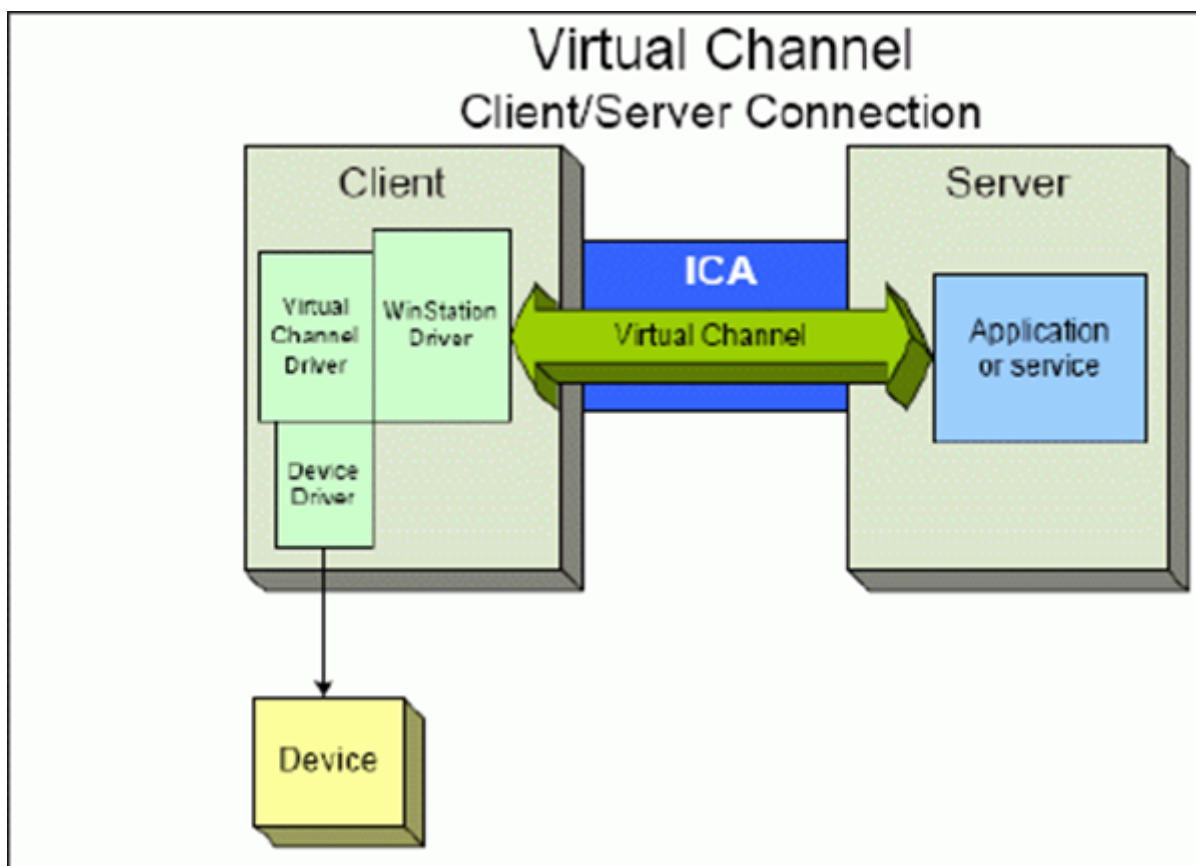 Virtual Channel
Client/Server Connection
Client
Server
ICA
Virtual
Channel
Driver
WinStation
Driver
Virtual Channel
Application
or service
Device
Driver
Device